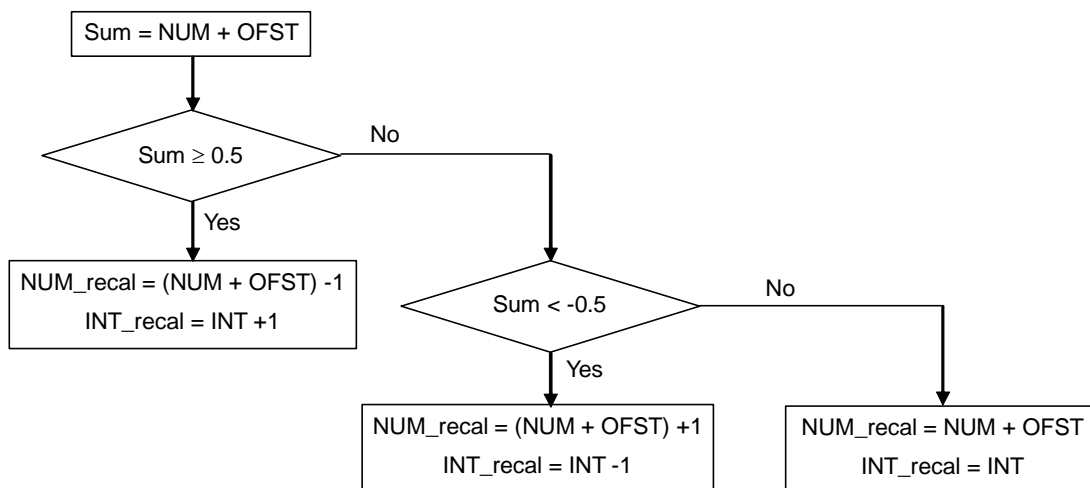 Sum = NUM + OFST
Sum ≥ 0.5
No
Yes
NUM_recal = (NUM + OFST) -1
INT_recal = INT +1
Sum < -0.5
No
Yes
NUM_recal = (NUM + OFST) +1
INT_recal = INT -1
NUM_recal = NUM + OFST
INT_recal = INT